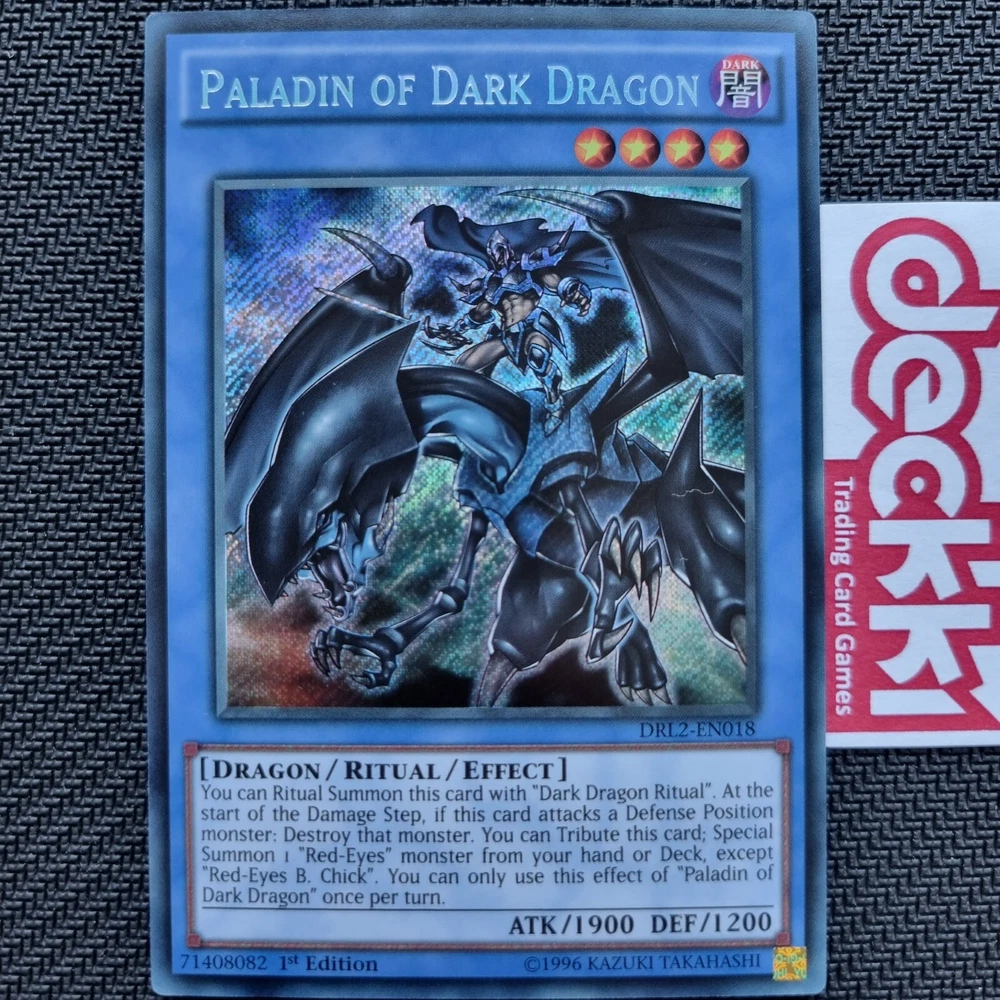 PALADIN OF DARK DRAGON
DARK
闇
DRL2-EN018
[DRAGON/RITUAL/EFFECT]
You can Ritual Summon this card with "Dark Dragon Ritual". At the
start of the Damage Step, if this card attacks a Defense Position
monster: Destroy that monster. You can Tribute this card; Special
Summon 1 "Red-Eyes" monster from your hand or Deck, except
"Red-Eyes B. Chick". You can only use this effect of "Paladin of
Dark Dragon" once per turn.
ATK/1900 DEF/1200
71408082 1st Edition
©1996 KAZUKI TAKAHASHI
deckki
Trading Card Games